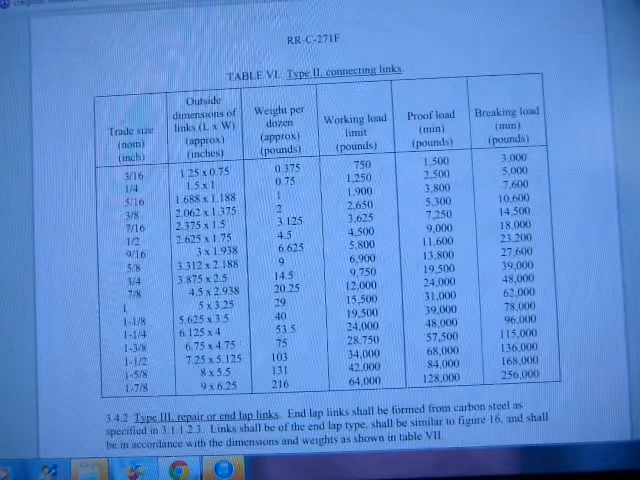 RR-C-271F
TABLE VI. Type II, connecting links.
Trade size (nom) (inch)
Outside dimensions of links (L x W) (approx) (inches)
Weight per dozen (approx) (pounds)
Working load limit (pounds)
Proof load (min) (pounds)
Breaking load (min) (pounds)
3/16 1.25 x 0.75 0.375 750 1,500 3,000
1/4 1.5 x 1 0.75 1,250 2,500 5,000
5/16 1.688 x 1.188 1 1,900 3,800 7,600
3/8 2.062 x 1.375 2 2,650 5,300 10,600
7/16 2.375 x 1.5 3.125 3,625 7,250 14,500
1/2 2.625 x 1.75 4.5 4,500 9,000 18,000
9/16 3 x 1.938 6.625 5,800 11,600 23,200
5/8 3.312 x 2.188 9 6,900 13,800 27,600
3/4 3.875 x 2.5 14.5 9,750 19,500 39,000
7/8 4.5 x 2.938 20.25 12,000 24,000 48,000
1 5 x 3.25 29 15,500 31,000 62,000
1-1/8 5.625 x 3.5 40 19,500 39,000 78,000
1-1/4 6.125 x 4 53.5 24,000 48,000 96,000
1-3/8 6.75 x 4.75 75 28,750 57,500 115,000
1-1/2 7.25 x 5.125 103 34,000 68,000 136,000
1-5/8 8 x 5.5 131 42,000 84,000 168,000
1-7/8 9 x 6.25 216 64,000 128,000 256,000
3.4.2 Type III, repair or end lap links. End lap links shall be formed from carbon steel as
specified in 3.1.1.2.3. Links shall be of the end lap type, shall be similar to figure 16, and shall
be in accordance with the dimensions and weights as shown in table VII.